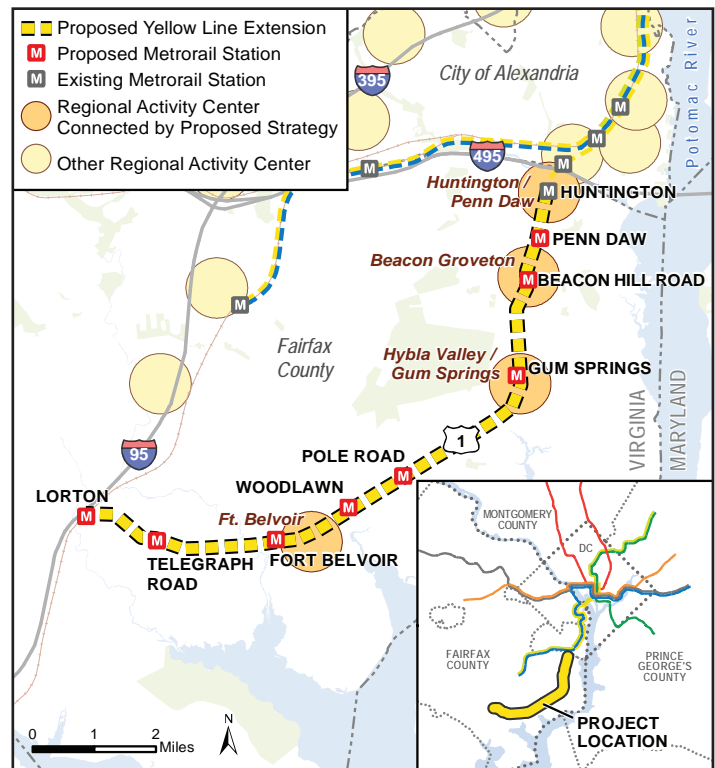 Proposed Yellow Line Extension
M Proposed Metrorail Station
M Existing Metrorail Station
Regional Activity Center
Connected by Proposed Strategy
Other Regional Activity Center
395
City of Alexandria
Potomac River
495
M
M
M
M
Huntington /
Penn Daw
M HUNTINGTON
M PENN DAW
Beacon Groveton
M BEACON HILL ROAD
M
Fairfax
County
Hybla Valley /
Gum Springs
M GUM SPRINGS
VIRGINIA
MARYLAND
1
95
POLE ROAD
M
WOODLAWN
M
LORTON
M
Ft. Belvoir
M
FORT BELVOIR
M
TELEGRAPH
ROAD
MONTGOMERY
COUNTY
DC
FAIRFAX
COUNTY
PRINCE
GEORGE'S
COUNTY
PROJECT
LOCATION
0 1 2
Miles
N